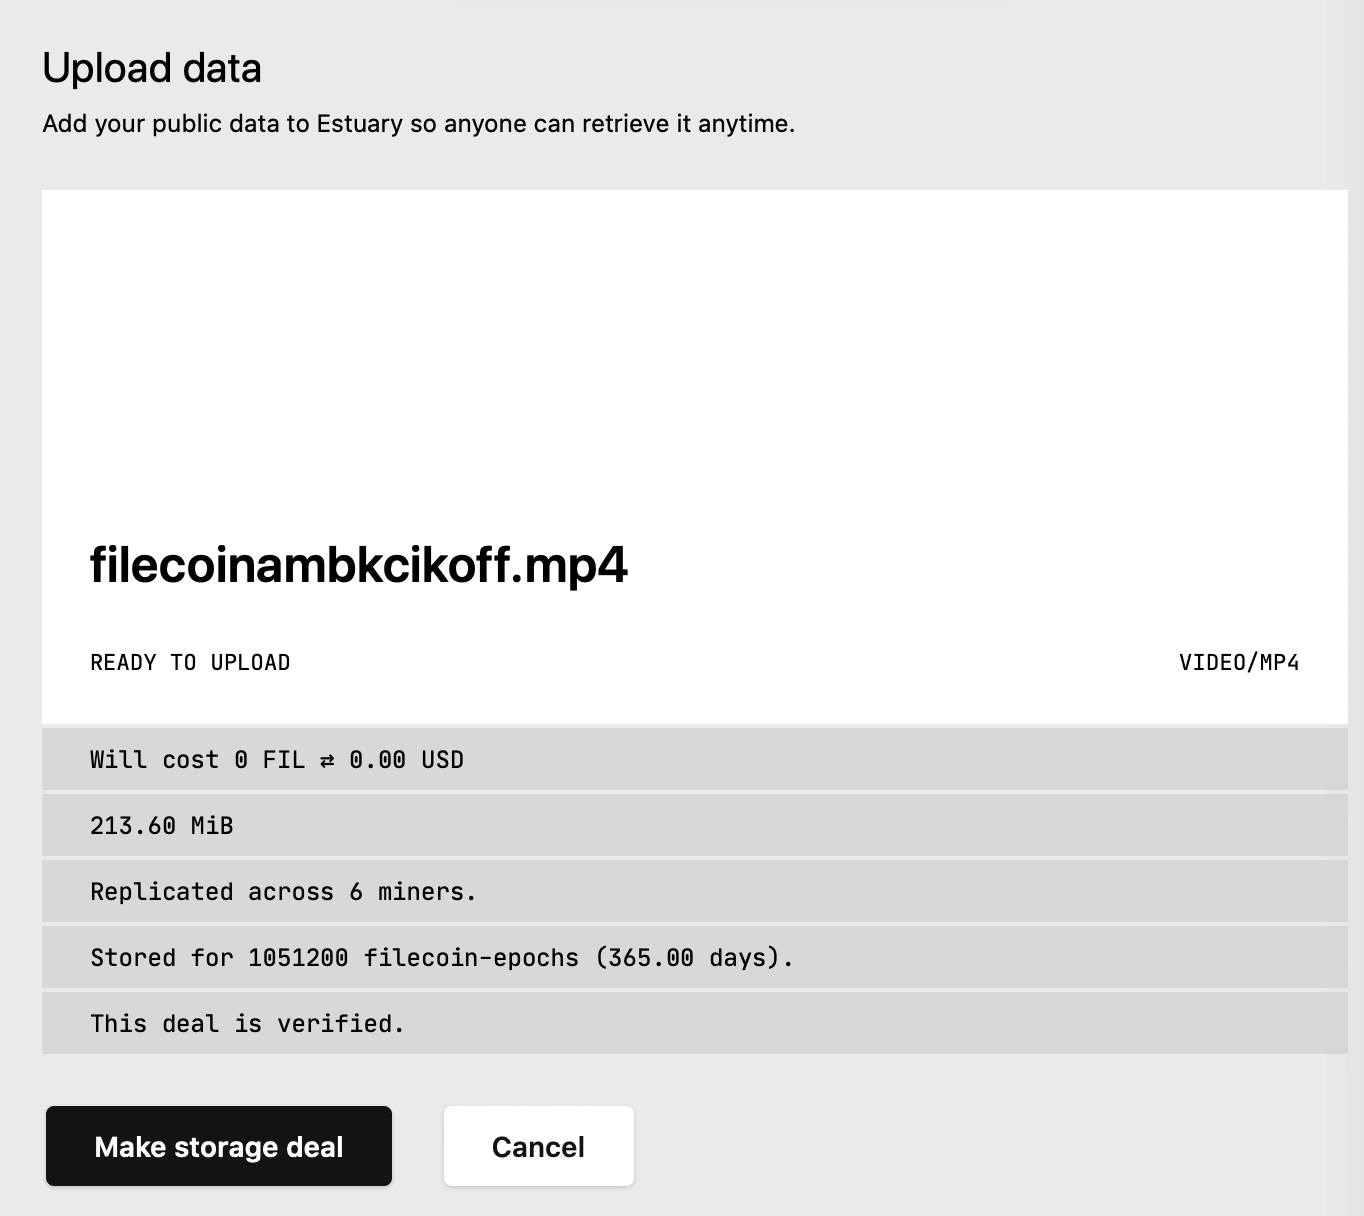 Upload data
Add your public data to Estuary so anyone can retrieve it anytime.
filecoinambkcikoff.mp4
READY TO UPLOAD VIDEO/MP4
Will cost 0 FIL ⇄ 0.00 USD
213.60 MiB
Replicated across 6 miners.
Stored for 1051200 filecoin-epochs (365.00 days).
This deal is verified.
Make storage deal Cancel